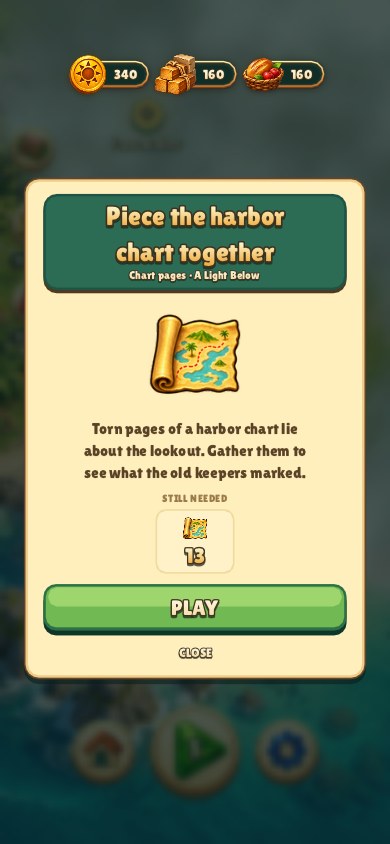 340
160
160
Piece the harbor
chart together
Chart pages · A Light Below
Torn pages of a harbor chart lie
about the lookout. Gather them to
see what the old keepers marked.
STILL NEEDED
13
PLAY
CLOSE